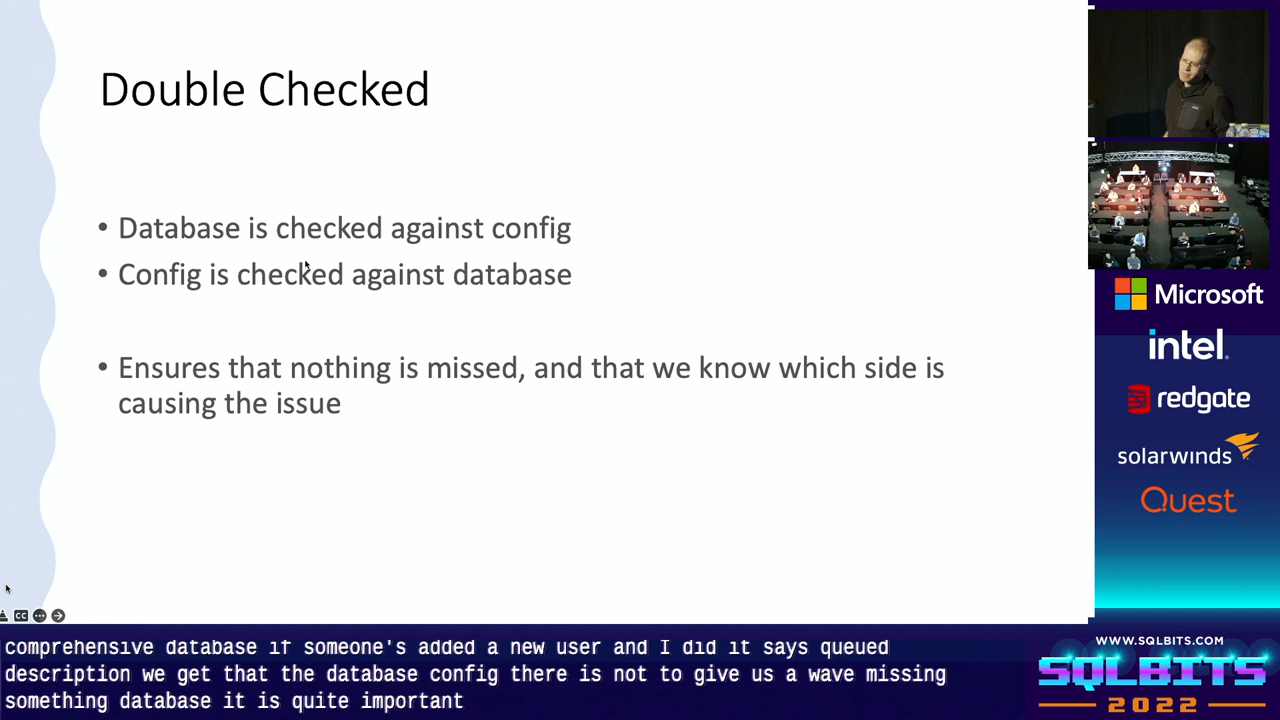 Double Checked
• Database is checked against config
• Config is checked against database
• Ensures that nothing is missed, and that we know which side is
causing the issue
Microsoft
intel.
redgate
solarwinds
Quest
CC
comprehensive database if someone's added a new user and I did it says queued
description we get that the database config there is not to give us a wave missing
something database it is quite important
WWW.SQLBITS.COM
SQLBITS
2022